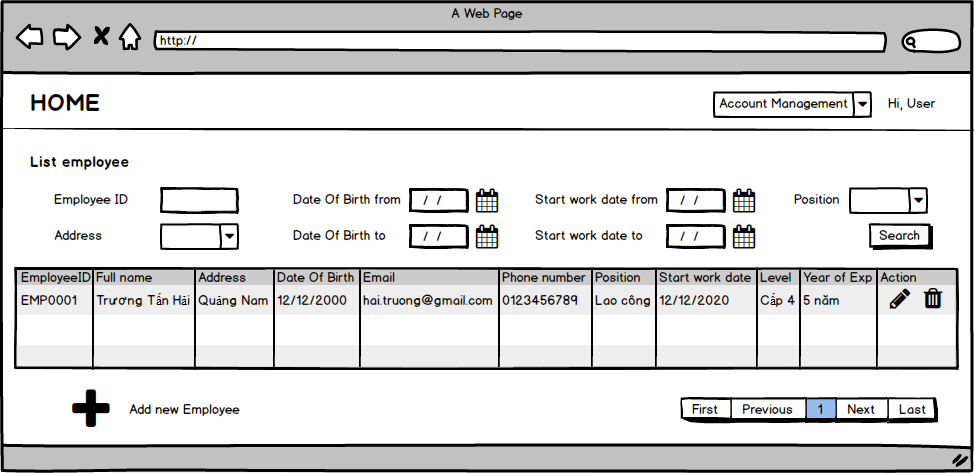 A Web Page
http://
HOME
Account Management
Hi, User
List employee
Employee ID
Date Of Birth from / /
Start work date from / /
Position
Address
Date Of Birth to / /
Start work date to / /
Search
EmployeeID Full name Address Date Of Birth Email Phone number Position Start work date Level Year of Exp Action
EMP0001 Trương Tấn Hải Quảng Nam 12/12/2000 hai.truong@gmail.com 0123456789 Lao công 12/12/2020 Cấp 4 5 năm
Add new Employee
First Previous 1 Next Last